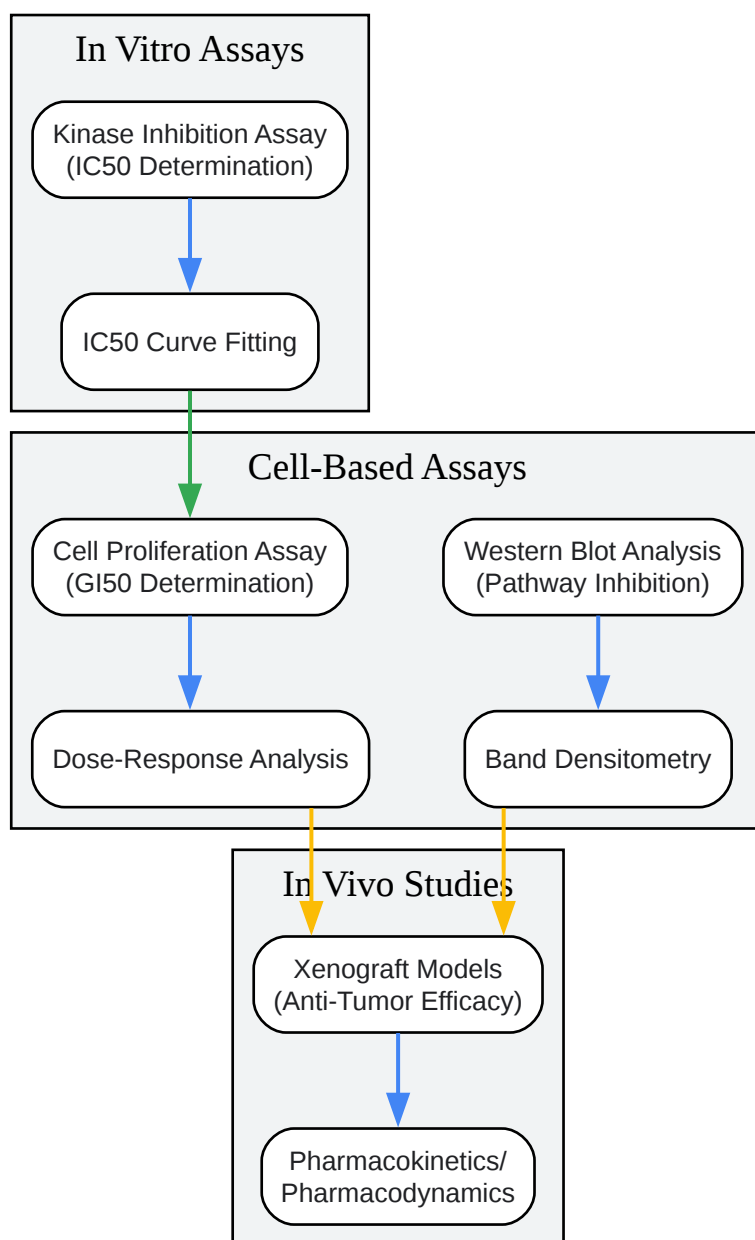 In Vitro Assays
Kinase Inhibition Assay
(IC50 Determination)
IC50 Curve Fitting
Cell-Based Assays
Cell Proliferation Assay
(GI50 Determination)
Western Blot Analysis
(Pathway Inhibition)
Dose-Response Analysis
Band Densitometry
In Vivo Studies
Xenograft Models
(Anti-Tumor Efficacy)
Pharmacokinetics/
Pharmacodynamics